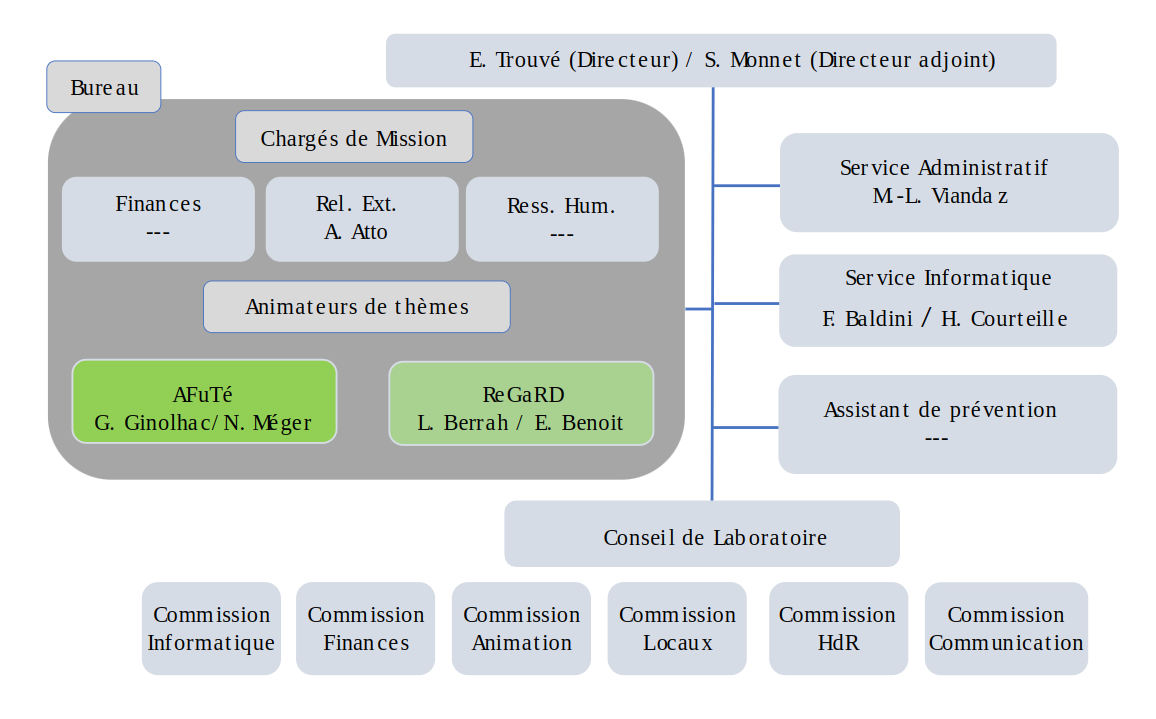 E. Trouvé (Directeur) / S. Monnet (Directeur adjoint)
Bureau
Chargés de Mission
Finances
---
Rel. Ext.
A. Atto
Ress. Hum.
---
Animateurs de thèmes
AFuTé
G. Ginolhac/ N. Méger
ReGaRD
L. Berrah / E. Benoit
Service Administratif
M.-L. Viandaz
Service Informatique
F. Baldini / H. Courteille
Assistant de prévention
---
Conseil de Laboratoire
Commission
Informatique
Commission
Finances
Commission
Animation
Commission
Locaux
Commission
HdR
Commission
Communication